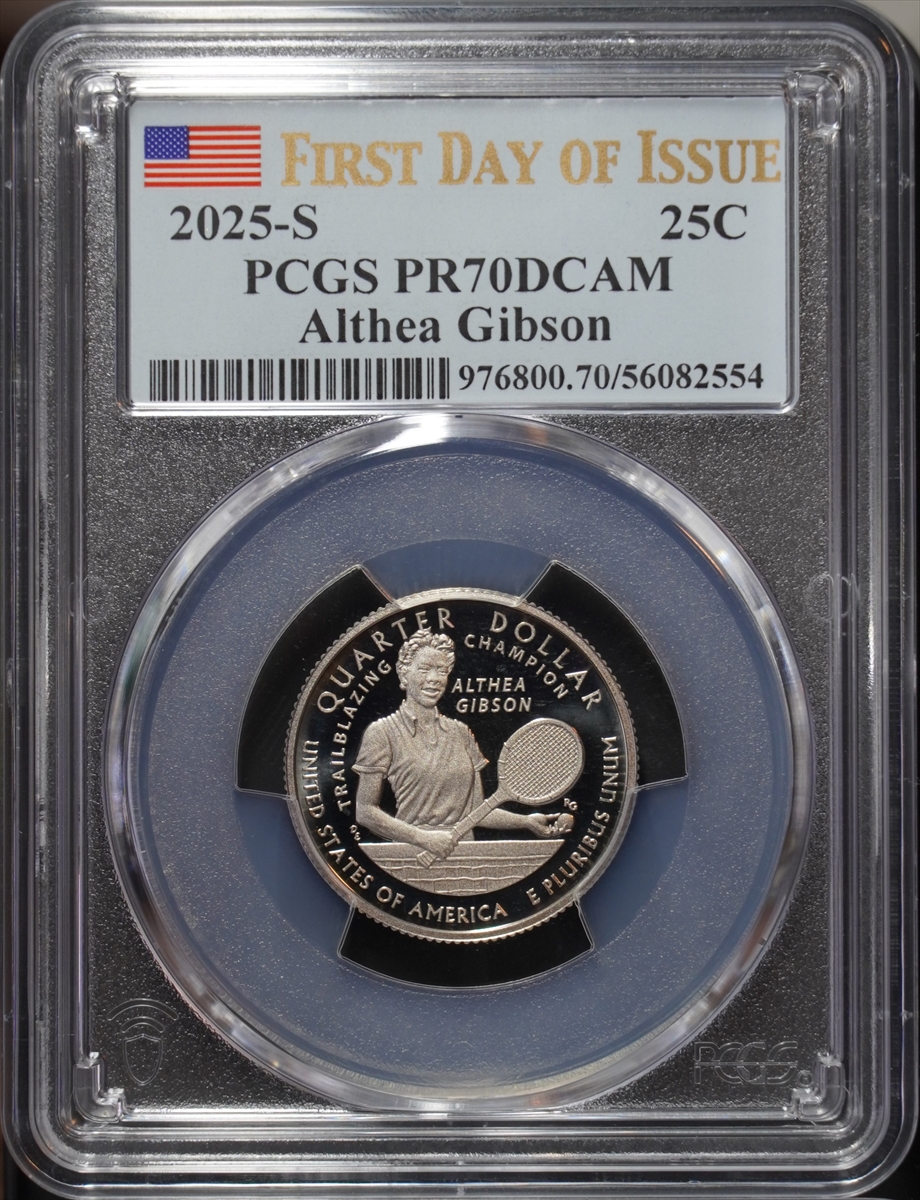 FIRST DAY OF ISSUE
2025-S 25C
PCGS PR70DCAM
Althea Gibson
976800.70/56082554
QUARTER DOLLAR
TRAILBLAZING CHAMPION
ALTHEA
GIBSON
UNITED STATES OF AMERICA
E PLURIBUS UNUM
RG
PCGS